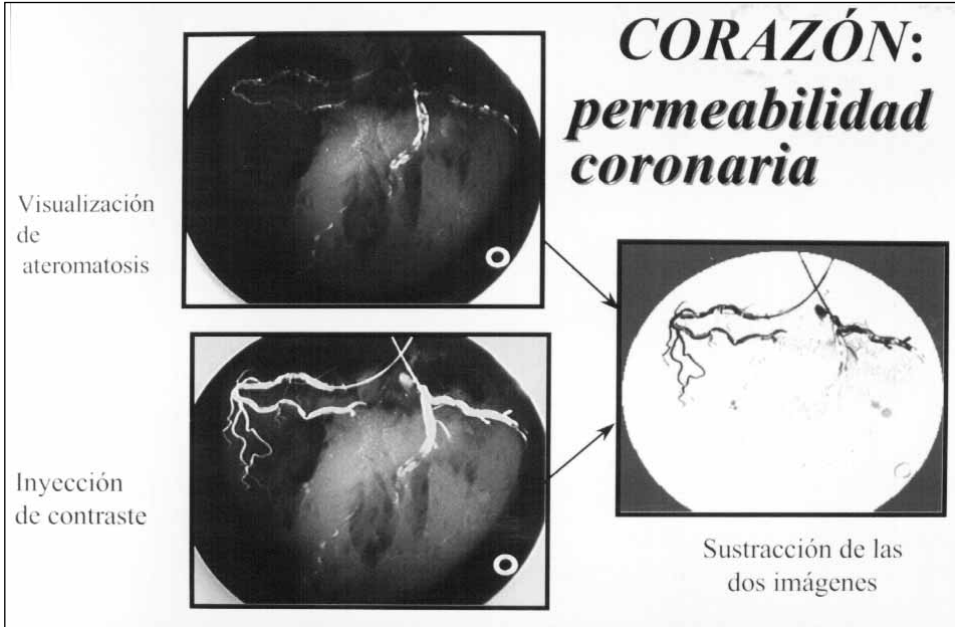 CORAZÓN:
permeabilidad
coronaria
Visualización
de
ateromatosis
Inyección
de contraste
Sustracción de las
dos imágenes